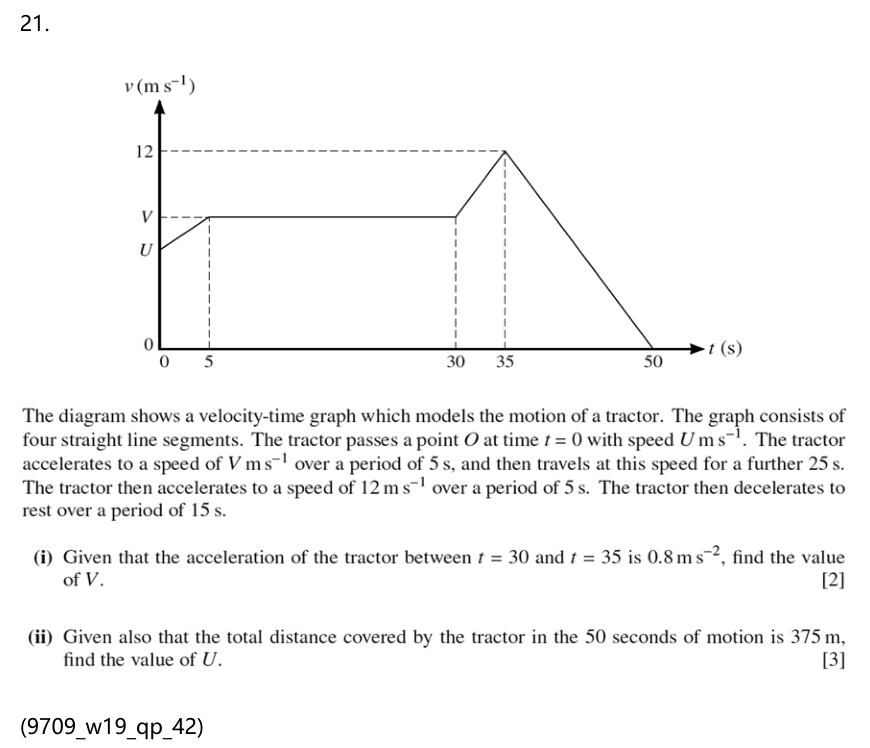 21.
v (m s⁻¹)
12
V
U
0
0 5 30 35 50 t (s)
The diagram shows a velocity-time graph which models the motion of a tractor. The graph consists of
four straight line segments. The tractor passes a point O at time t = 0 with speed U m s⁻¹. The tractor
accelerates to a speed of V m s⁻¹ over a period of 5 s, and then travels at this speed for a further 25 s.
The tractor then accelerates to a speed of 12 m s⁻¹ over a period of 5 s. The tractor then decelerates to
rest over a period of 15 s.
(i) Given that the acceleration of the tractor between t = 30 and t = 35 is 0.8 m s⁻², find the value
of V. [2]
(ii) Given also that the total distance covered by the tractor in the 50 seconds of motion is 375 m,
find the value of U. [3]
(9709_w19_qp_42)